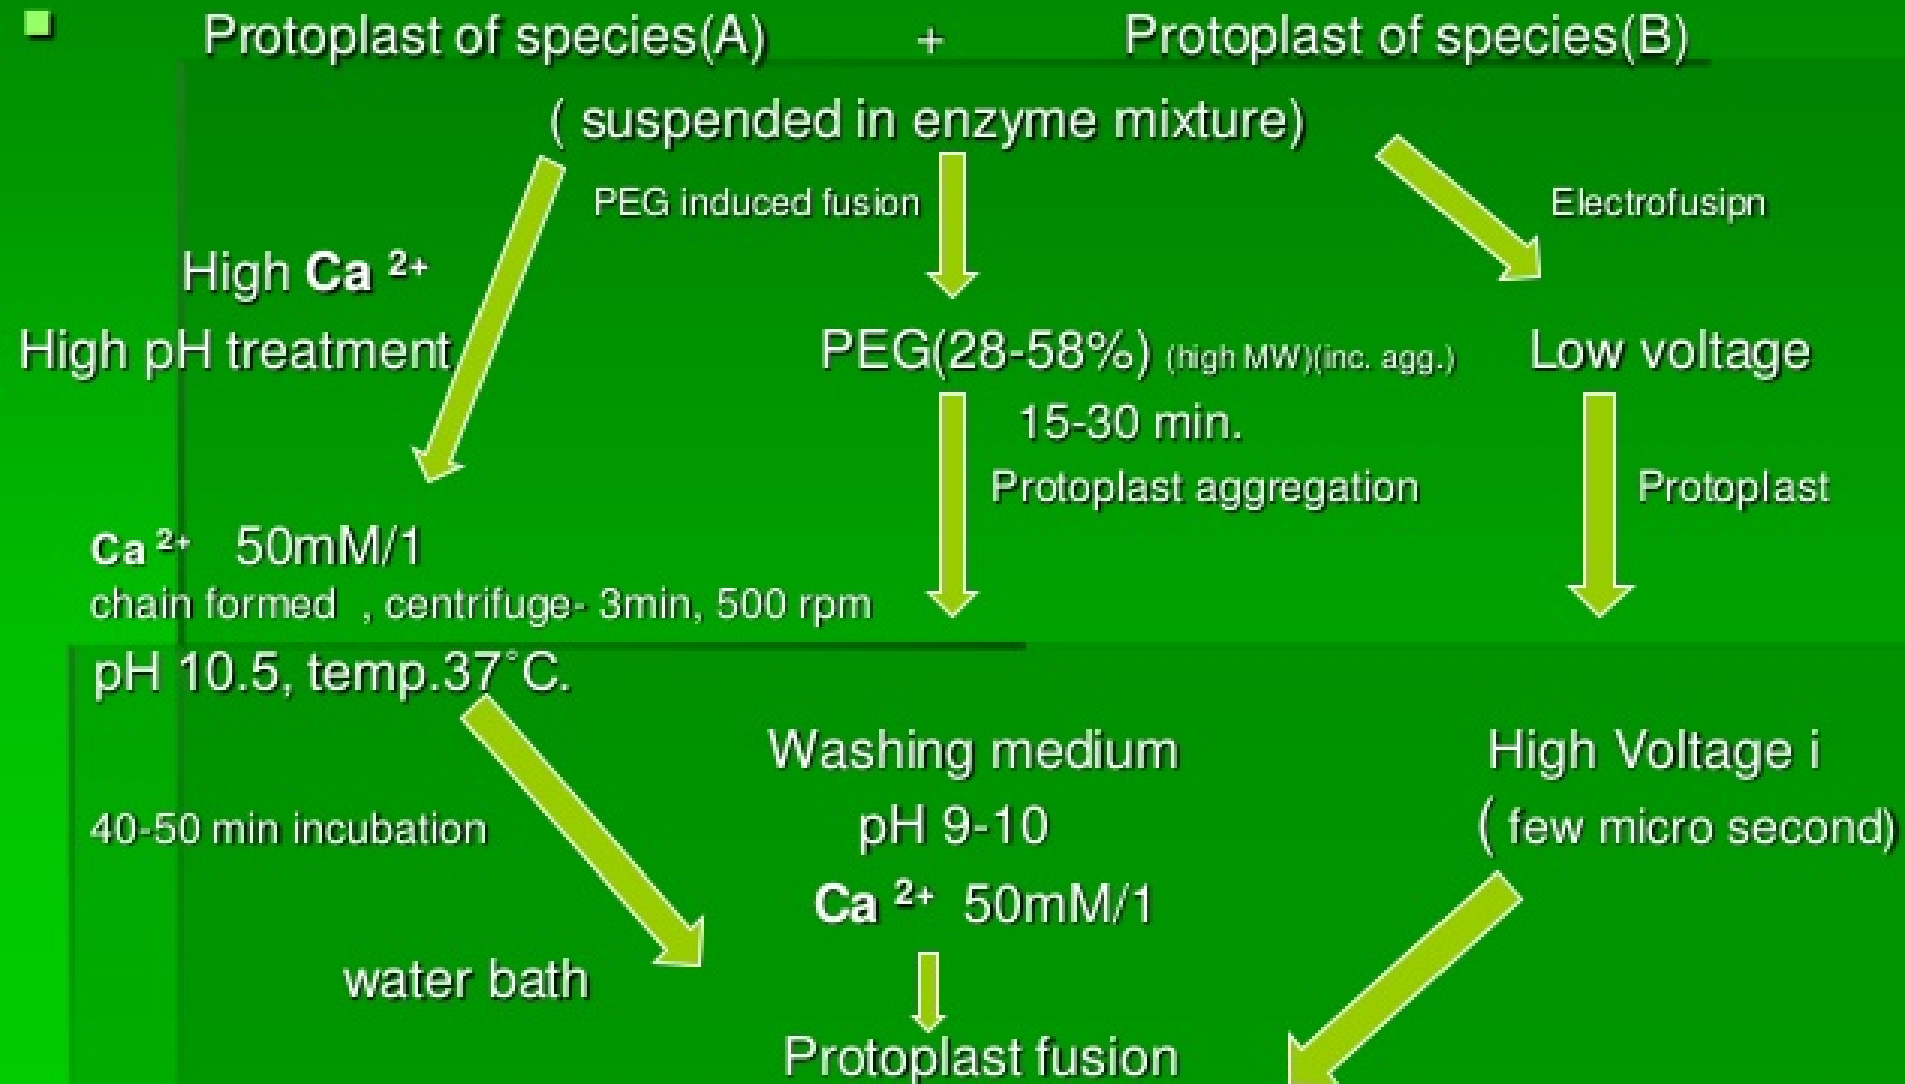 Protoplast of species(A) + Protoplast of species(B)
( suspended in enzyme mixture)
PEG induced fusion
Electrofusipn
High Ca 2+
High pH treatment
PEG(28-58%) (high MW)(inc. agg.)
Low voltage
15-30 min.
Protoplast aggregation
Protoplast
Ca 2+ 50mM/1
chain formed , centrifuge- 3min, 500 rpm
pH 10.5, temp.37˚C.
Washing medium
High Voltage i
40-50 min incubation
pH 9-10
( few micro second)
Ca 2+ 50mM/1
water bath
Protoplast fusion